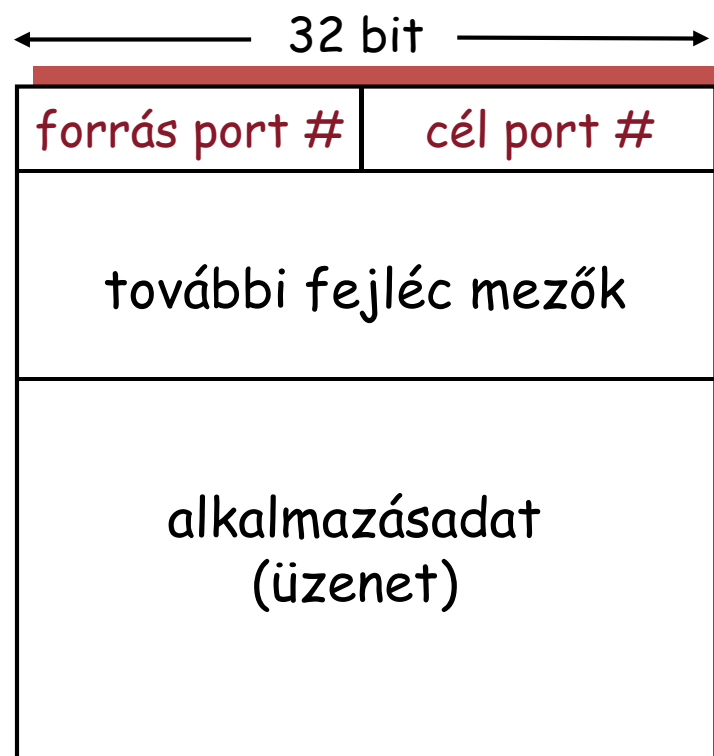 32 bit
forrás port # cél port #
további fejléc mezők
alkalmazásadat
(üzenet)